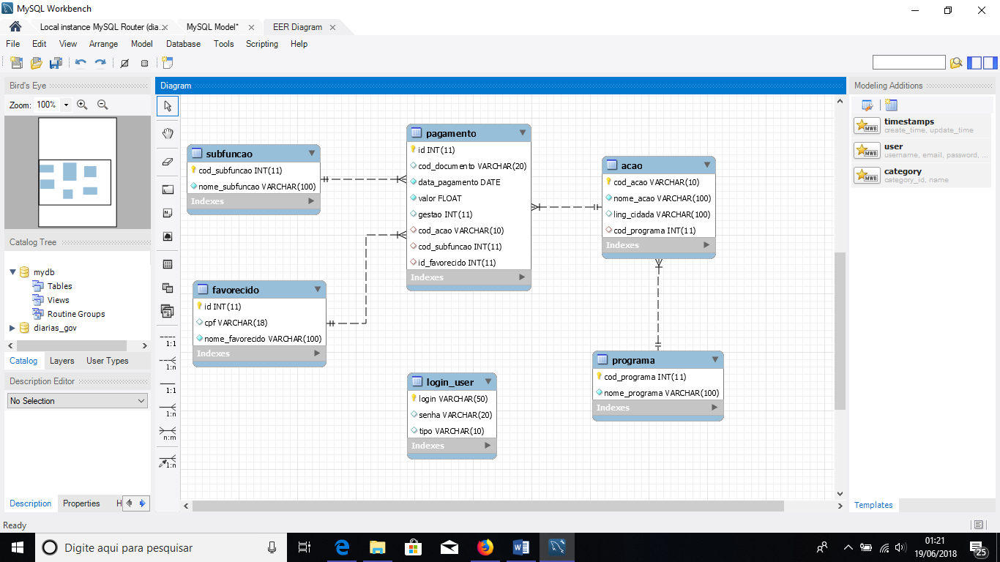 MySQL Workbench
Local instance MySQL Router (dia...
MySQL Model*
EER Diagram
File Edit View Arrange Model Database Tools Scripting Help
Bird's Eye
Zoom: 100%
Catalog Tree
mydb
Tables
Views
Routine Groups
diarias_gov
Catalog Layers User Types
Description Editor
No Selection
Description Properties H
Diagram
1:1
1:n
1:1
1:n
n:m
1:n
subfuncao
cod_subfuncao INT(11)
nome_subfuncao VARCHAR(100)
Indexes
favorecido
id INT(11)
cpf VARCHAR(18)
nome_favorecido VARCHAR(100)
Indexes
pagamento
id INT(11)
cod_documento VARCHAR(20)
data_pagamento DATE
valor FLOAT
gestao INT(11)
cod_acao VARCHAR(10)
cod_subfuncao INT(11)
id_favorecido INT(11)
Indexes
login_user
login VARCHAR(50)
senha VARCHAR(20)
tipo VARCHAR(10)
Indexes
acao
cod_acao VARCHAR(10)
nome_acao VARCHAR(100)
ling_cidada VARCHAR(100)
cod_programa INT(11)
Indexes
programa
cod_programa INT(11)
nome_programa VARCHAR(100)
Indexes
Modeling Additions
MWB
timestamps
create_time, update_time
MWB
user
username, email, password, ...
MWB
category
category_id, name
Templates
Ready
Digite aqui para pesquisar
01:21
19/06/2018
25